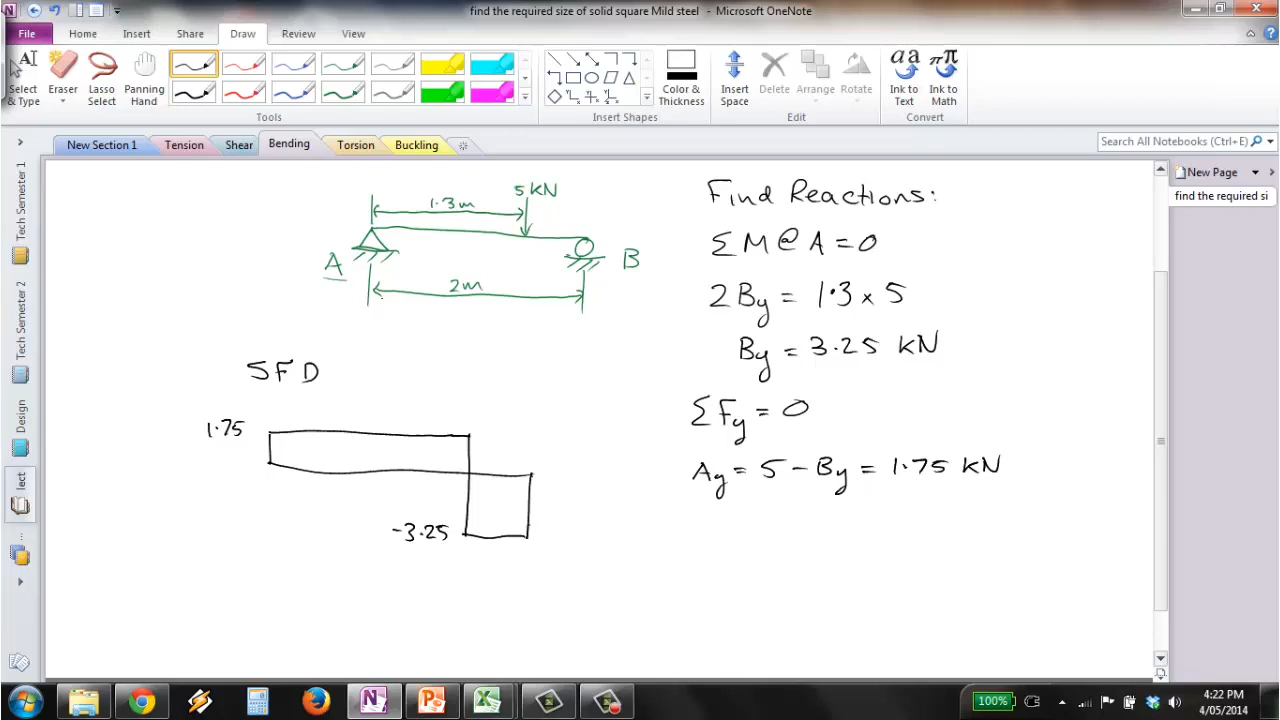 find the required size of solid square Mild steel - Microsoft OneNote
File Home Insert Share Draw Review View
Select & Type
Eraser
Lasso Select
Panning Hand
Color & Thickness
Insert Space
Delete
Arrange
Rotate
Ink to Text
Ink to Math
Tools
Insert Shapes
Edit
Convert
New Section 1 Tension Shear Bending Torsion Buckling
Search All Notebooks (Ctrl+E)
New Page
find the required si
Tech Semester 1
Tech Semester 2
Design
lect
5 KN
1.3m
A
B
2m
SFD
1.75
-3.25
Find Reactions:
ΣM@A=0
2By = 1.3 x 5
By = 3.25 KN
ΣFy = 0
Ay = 5 - By = 1.75 KN
100%
4:22 PM
4/05/2014